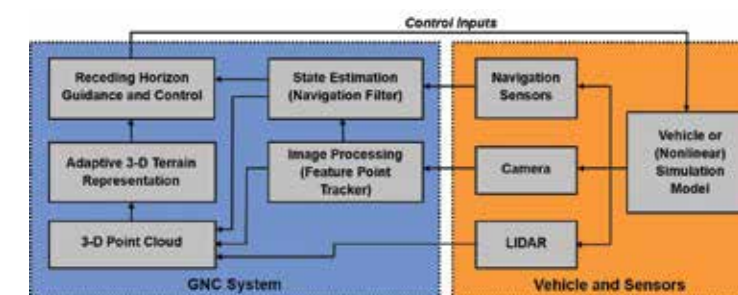 Control Inputs
Receding Horizon
Guidance and Control
State Estimation
(Navigation Filter)
Navigation
Sensors
Adaptive 3-D Terrain
Representation
Image Processing
(Feature Point
Tracker)
Camera
Vehicle or
(Nonlinear)
Simulation
Model
3-D Point Cloud
LIDAR
GNC System
Vehicle and Sensors